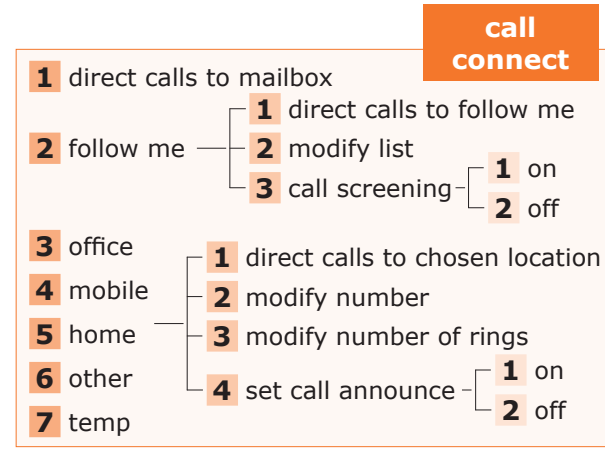 call
connect
1 direct calls to mailbox
2 follow me
1 direct calls to follow me
2 modify list
3 call screening
1 on
2 off
3 office
4 mobile
5 home
6 other
7 temp
1 direct calls to chosen location
2 modify number
3 modify number of rings
4 set call announce
1 on
2 off